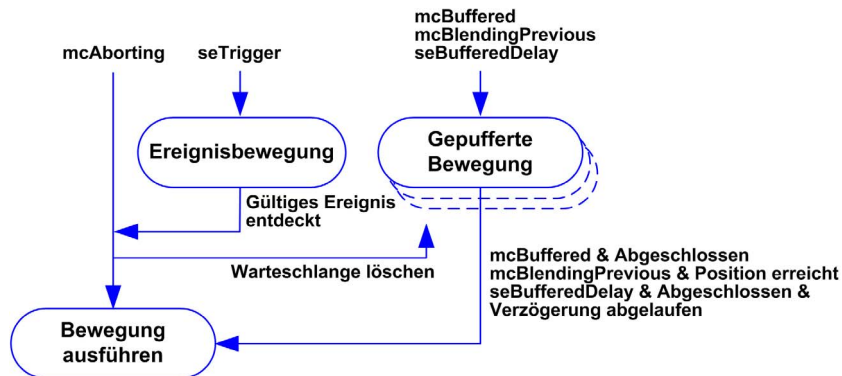 mcBuffered
mcBlendingPrevious
seBufferedDelay
mcAborting
seTrigger
Ereignisbewegung
Gepufferte
Bewegung
Gültiges Ereignis
entdeckt
Warteschlange löschen
mcBuffered & Abgeschlossen
mcBlendingPrevious & Position erreicht
seBufferedDelay & Abgeschlossen &
Verzögerung abgelaufen
Bewegung
ausführen